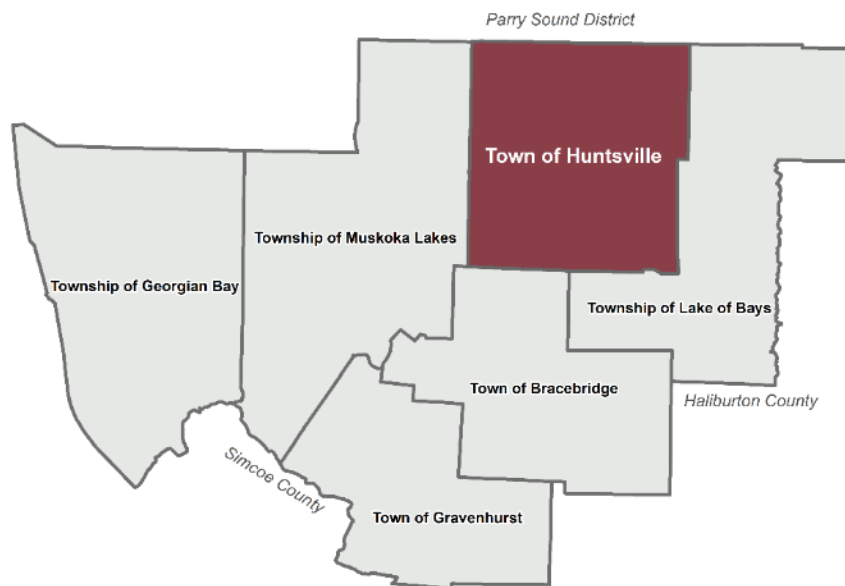 Parry Sound District
Town of Huntsville
Township of Muskoka Lakes
Township of Georgian Bay
Township of Lake of Bays
Town of Bracebridge
Haliburton County
Simcoe County
Town of Gravenhurst